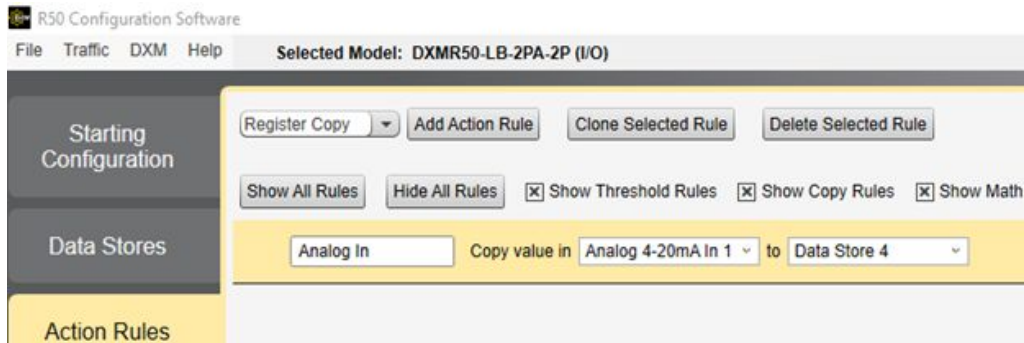 R50 Configuration Software
File Traffic DXM Help Selected Model: DXMR50-LB-2PA-2P (I/O)
Starting
Configuration
Data Stores
Action Rules
Register Copy Add Action Rule Clone Selected Rule Delete Selected Rule
Show All Rules Hide All Rules Show Threshold Rules Show Copy Rules Show Math
Analog In Copy value in Analog 4-20mA In 1 to Data Store 4